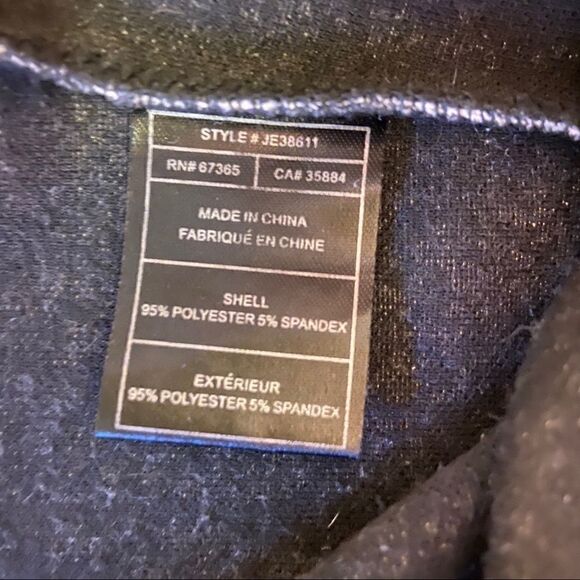 STYLE # JE38611
RN# 67365 CA# 35884
MADE IN CHINA
FABRIQUÉ EN CHINE
SHELL
95% POLYESTER 5% SPANDEX
EXTÉRIEUR
95% POLYESTER 5% SPANDEX